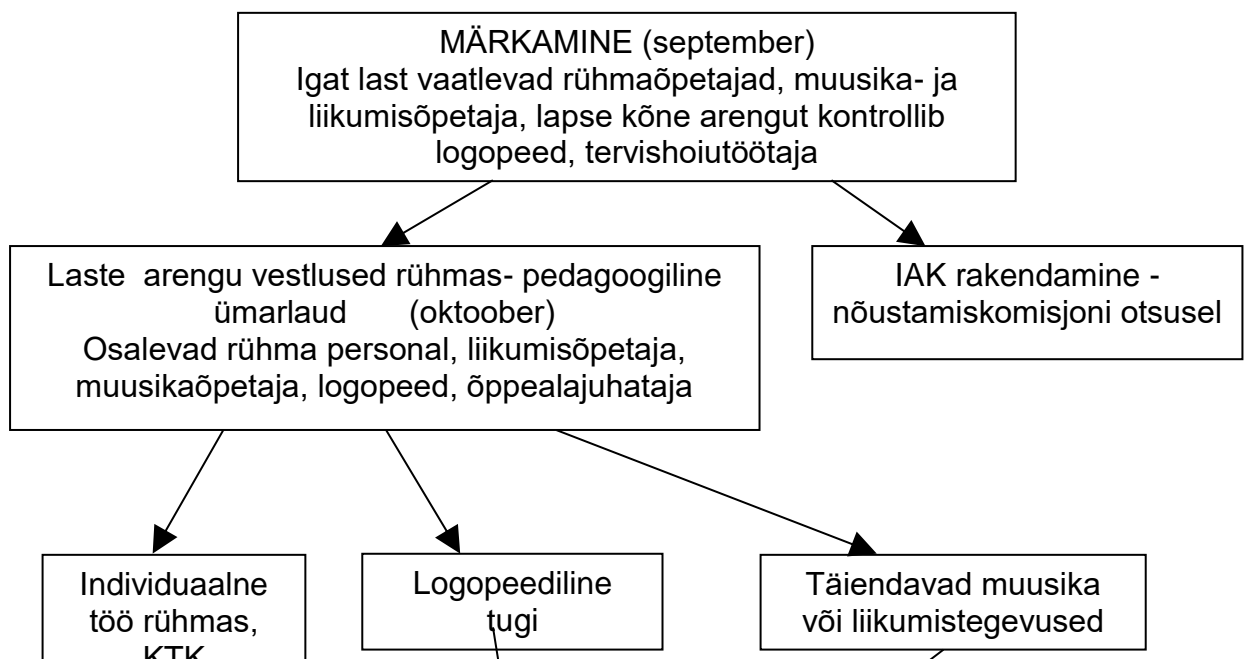 MÄRKAMINE (september)
Igat last vaatlevad rühmaõpetajad, muusika- ja
liikumisõpetaja, lapse kõne arengut kontrollib
logopeed, tervishoiutöötaja
Laste arengu vestlused rühmas- pedagoogiline
ümarlaud (oktoober)
Osalevad rühma personal, liikumisõpetaja,
muusikaõpetaja, logopeed, õppealajuhataja
IAK rakendamine -
nõustamiskomisjoni otsusel
Individuaalne
töö rühmas,
KTK
Logopeediline
tugi
Täiendavad muusika
või liikumistegevused